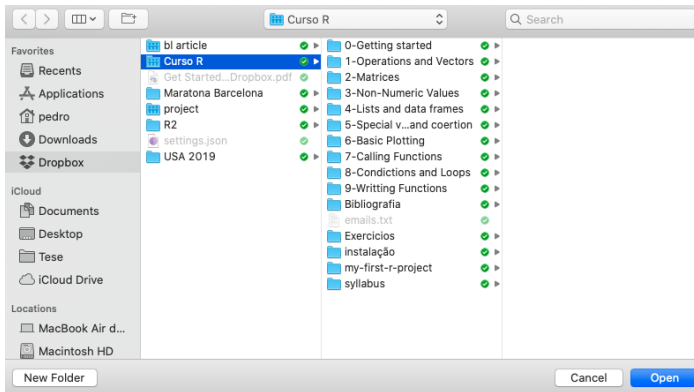 Curso R
Search
Favorites
Recents
Applications
pedro
Downloads
Dropbox
iCloud
Documents
Desktop
Tese
iCloud Drive
Locations
MacBook Air d...
Macintosh HD
bl article
Curso R
Get Started...Dropbox.pdf
Maratona Barcelona
project
R2
settings.json
USA 2019
0-Getting started
1-Operations and Vectors
2-Matrices
3-Non-Numeric Values
4-Lists and data frames
5-Special v...and coertion
6-Basic Plotting
7-Calling Functions
8-Condictions and Loops
9-Writting Functions
Bibliografia
emails.txt
Exercicios
instalação
my-first-r-project
syllabus
New Folder
Cancel
Open